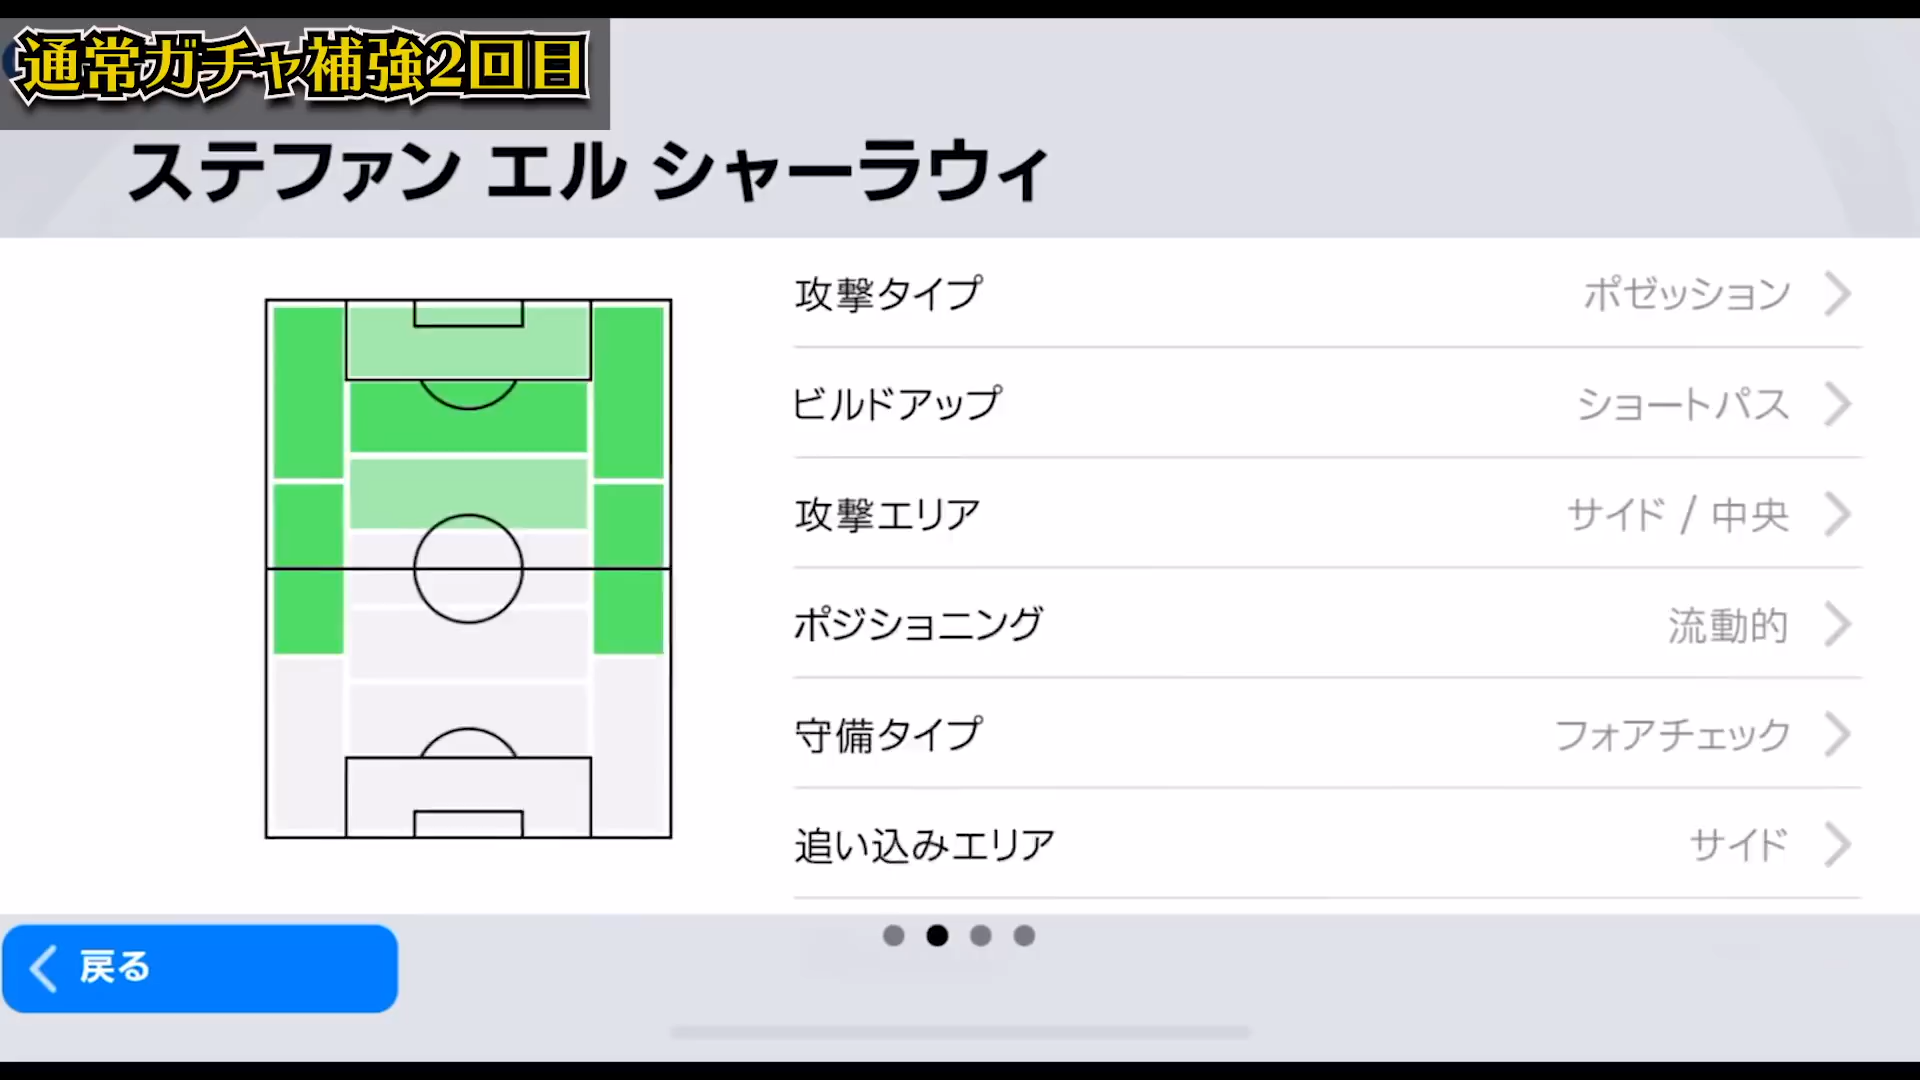 通常ガチャ補強2回目
ステファン エル シャーラウィ
攻撃タイプ ポゼッション
ビルドアップ ショートパス
攻撃エリア サイド / 中央
ポジショニング 流動的
守備タイプ フォアチェック
追い込みエリア サイド
戻る